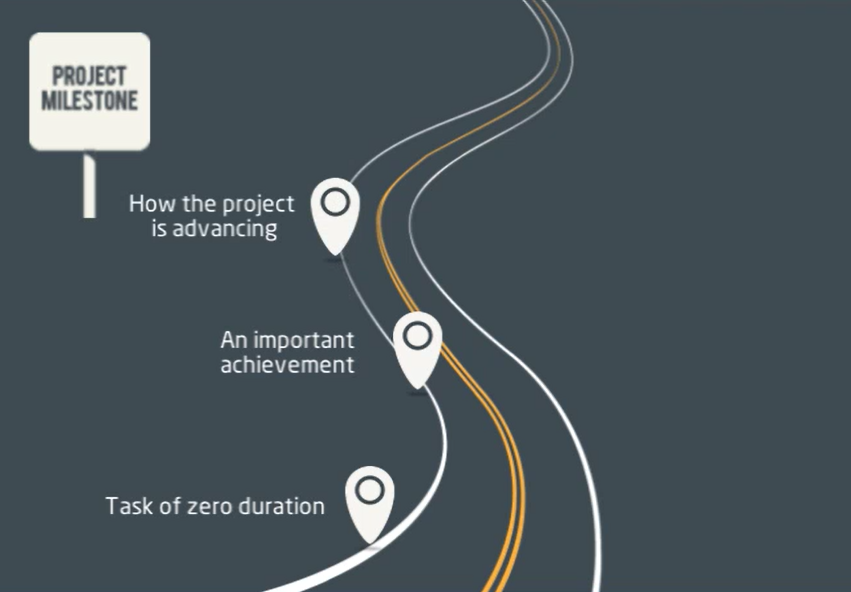 PROJECT
MILESTONE
How the project
is advancing
An important
achievement
Task of zero duration